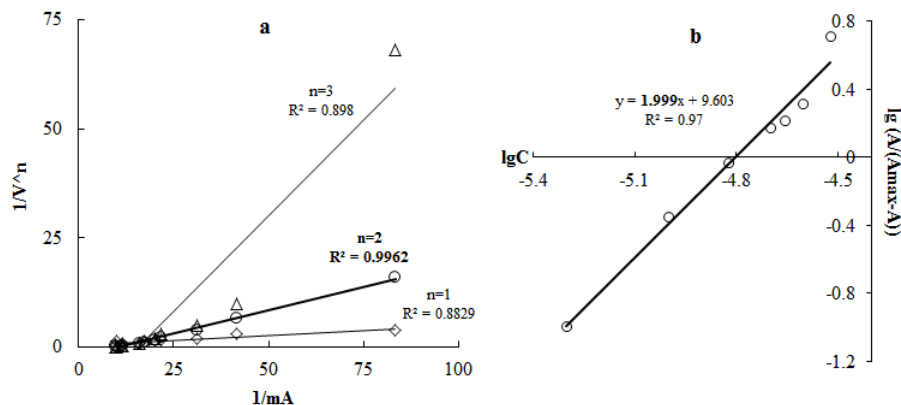 a
75
50
25
0
1/V^n
n=3
R² = 0.898
n=2
R² = 0.9962
n=1
R² = 0.8829
0
25
50
75
100
1/mA
b
0.8
0.4
0
-0.4
-0.8
-1.2
lg (A/(Amax-A))
y = 1.999x + 9.603
R² = 0.97
lgC
-5.4
-5.1
-4.8
-4.5